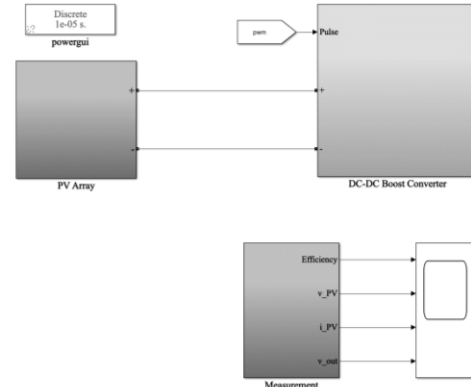 Discrete
1e-05 s.
powergui
pwm
Pulse
+
+
-
-
PV Array
DC-DC Boost Converter
Efficiency
v_PV
i_PV
v_out
Measurement